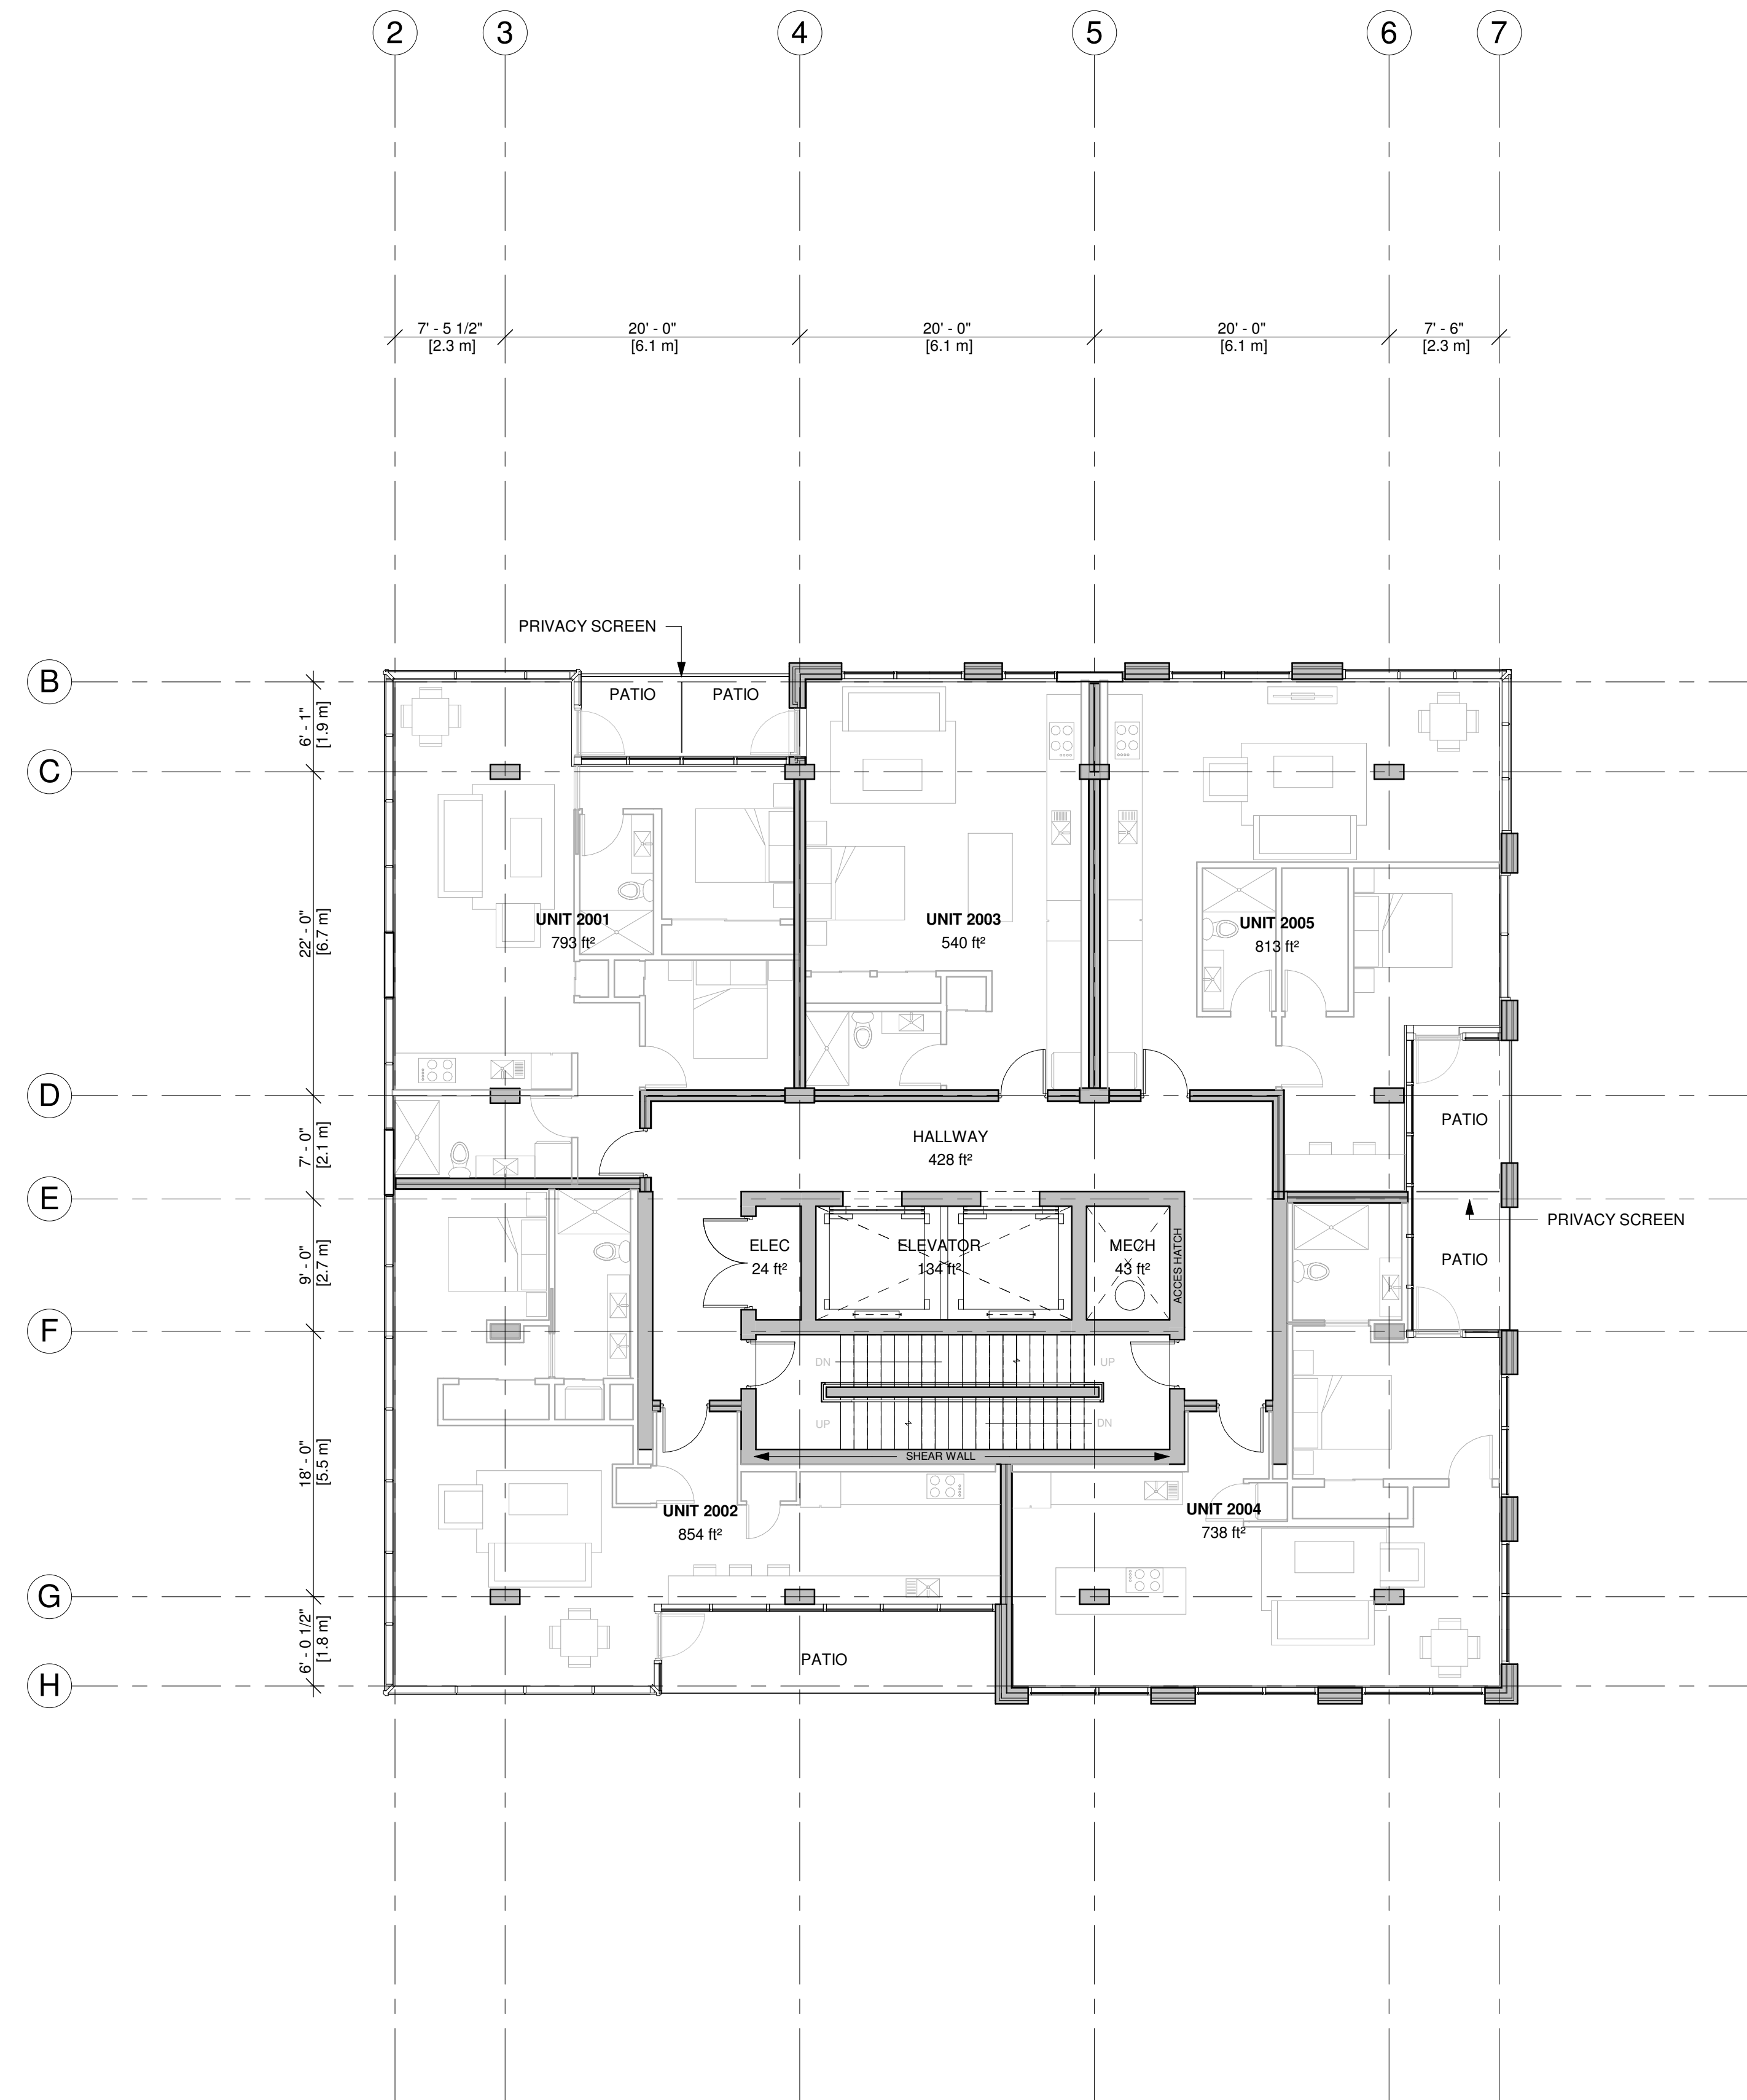 2 3 4 5 6 7
7' - 5 1/2" 20' - 0" 20' - 0" 20' - 0" 7' - 6"
[2.3 m] [6.1 m] [6.1 m] [6.1 m] [2.3 m]
PRIVACY SCREEN
B
PATIO PATIO
6' - 1"
[1.9 m]
C
22' - 0"
[6.7 m]
UNIT 2001
793 ft²
UNIT 2003
540 ft²
UNIT 2005
813 ft²
D
PATIO
7' - 0"
[2.1 m]
HALLWAY
428 ft²
E
PRIVACY SCREEN
9' - 0"
[2.7 m]
ELEC
24 ft²
ELEVATOR
134 ft²
MECH
43 ft²
ACCES HATCH
PATIO
F
DN UP
UP DN
SHEAR WALL
18' - 0"
[5.5 m]
UNIT 2002
854 ft²
UNIT 2004
738 ft²
G
6' - 0 1/2"
[1.8 m]
PATIO
H